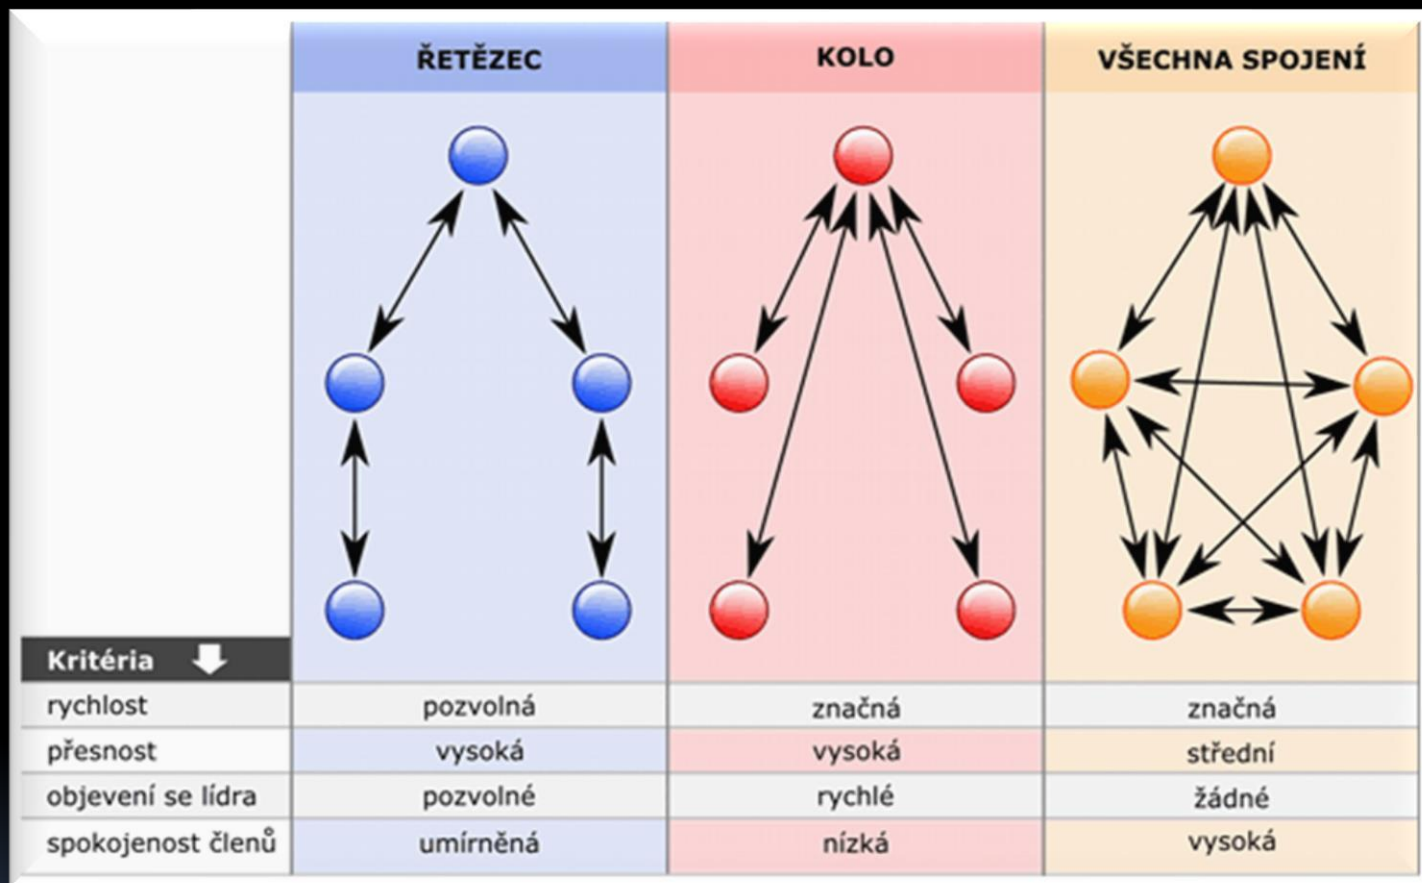 ŘETĚZEC KOLO VŠECHNA SPOJENÍ
Kritéria
rychlost pozvolná značná značná
přesnost vysoká vysoká střední
objevení se lídra pozvolné rychlé žádné
spokojenost členů umírněná nízká vysoká